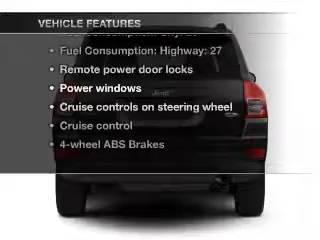 VEHICLE FEATURES
• Fuel Consumption: Highway: 27
• Remote power door locks
• Power windows
• Cruise controls on steering wheel
• Cruise control
• 4-wheel ABS Brakes
Jeep